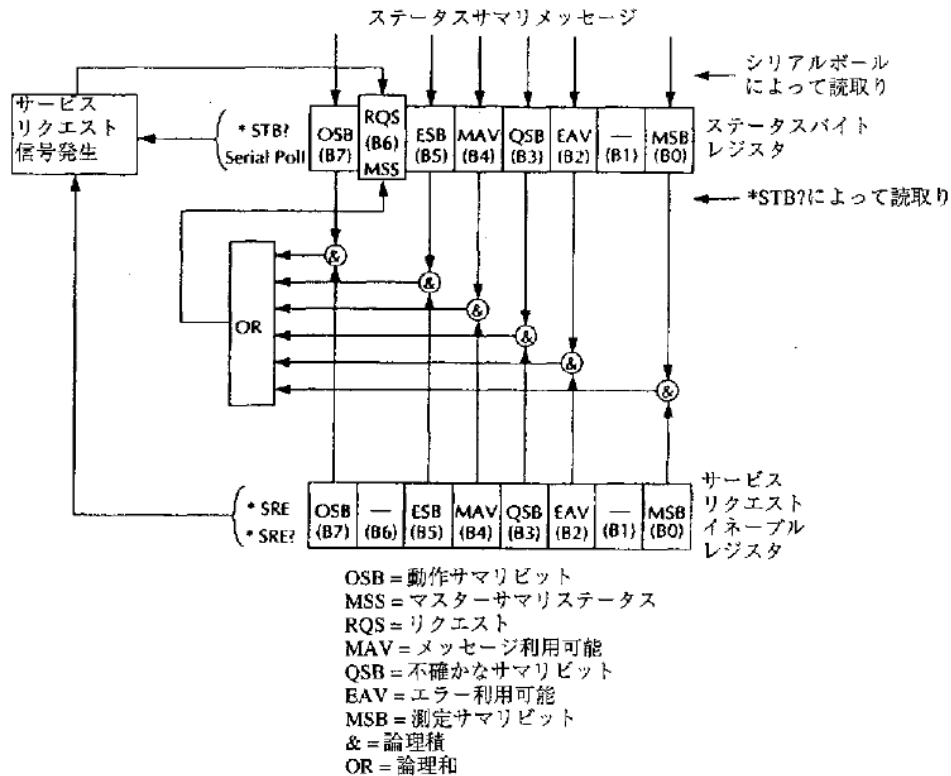 ステータスサマリメッセージ
シリアルポール
によって読取り
サービス
リクエスト
信号発生
* STB?
Serial Poll
OSB
(B7)
RQS
(B6)
MSS
ESB
(B5)
MAV
(B4)
QSB
(B3)
EAV
(B2)
—
(B1)
MSB
(B0)
ステータスバイト
レジスタ
*STB?によって読取り
&
&
&
&
&
&
OR
* SRE
* SRE?
OSB
(B7)
—
(B6)
ESB
(B5)
MAV
(B4)
QSB
(B3)
EAV
(B2)
—
(B1)
MSB
(B0)
サービス
リクエスト
イネーブル
レジスタ
OSB = 動作サマリビット
MSS = マスターサマリステータス
RQS = リクエスト
MAV = メッセージ利用可能
QSB = 不確かなサマリビット
EAV = エラー利用可能
MSB = 測定サマリビット
& = 論理積
OR = 論理和